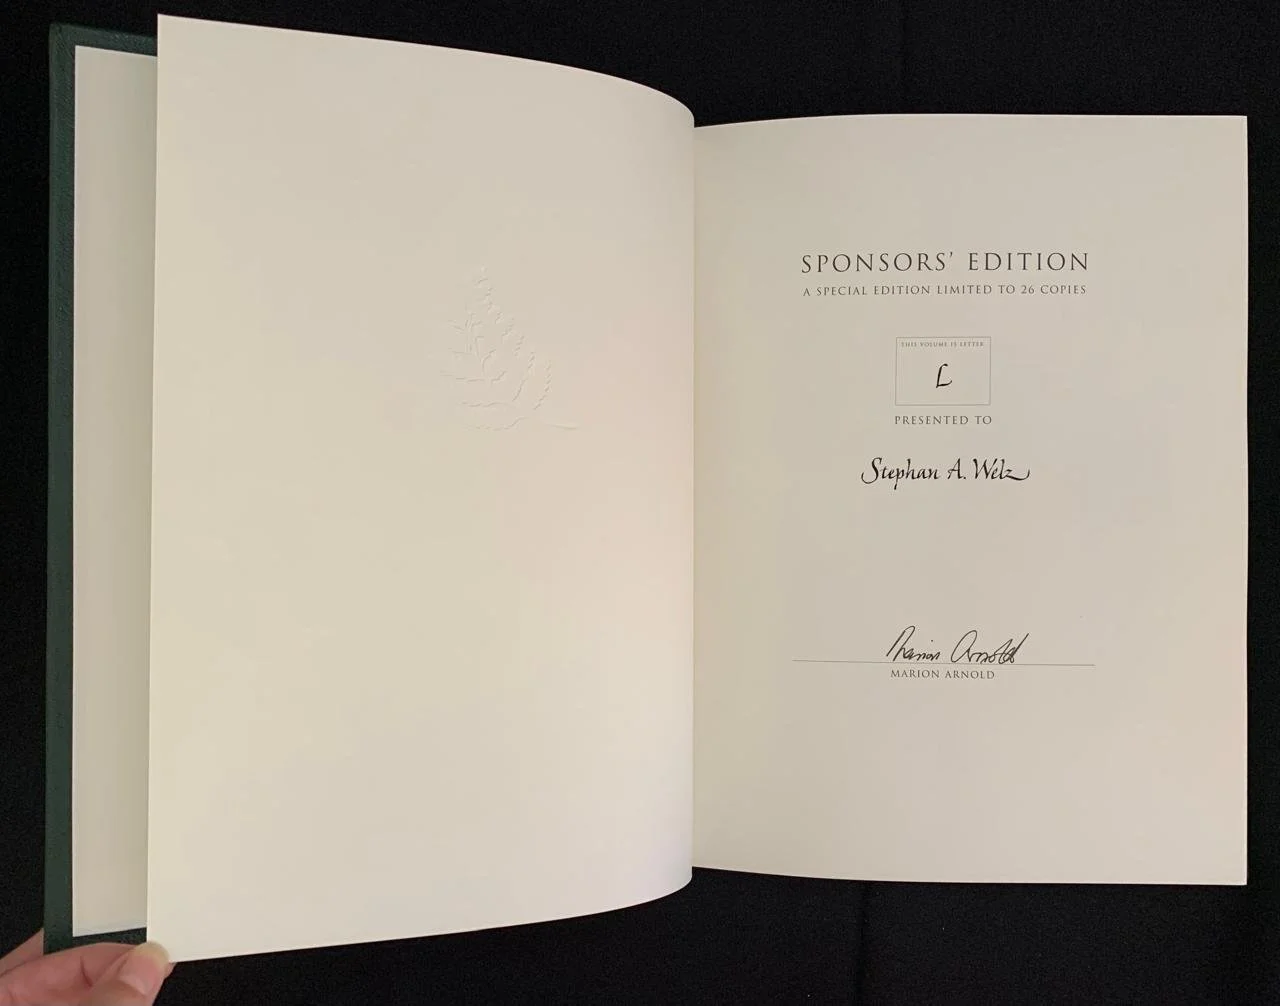 SPONSORS' EDITION
A SPECIAL EDITION LIMITED TO 26 COPIES
THIS VOLUME IS LETTER
L
PRESENTED TO
Stephan A. Welz
Marion Arnold
MARION ARNOLD